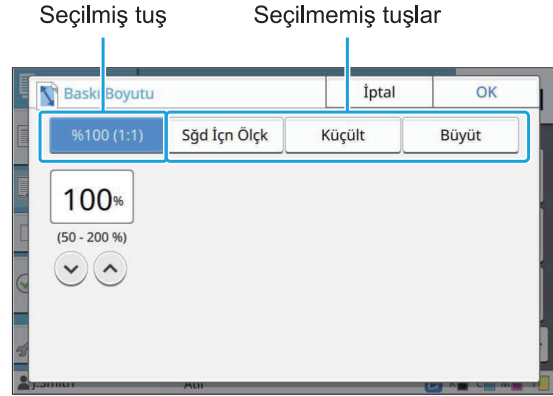 Seçilmiş tuş Seçilmemiş tuşlar
Baskı Boyutu İptal OK
%100 (1:1) Sğd İçn Ölçk Küçült Büyüt
100%
(50 - 200 %)